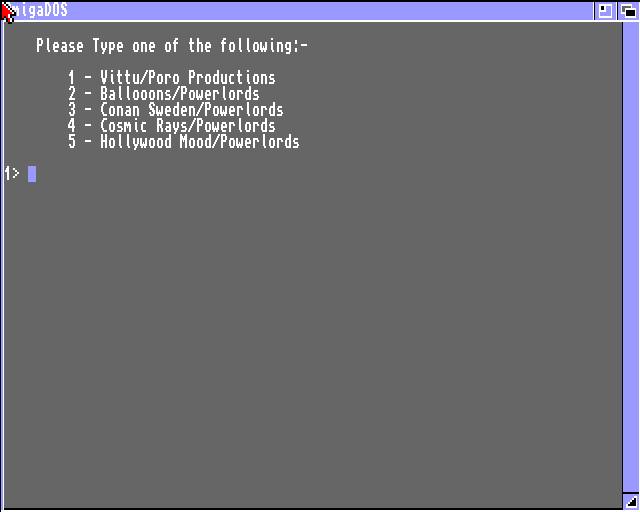 migaDOS
Please Type one of the following:-
1 - Vittu/Poro Productions
2 - Ballooons/Powerlords
3 - Conan Sweden/Powerlords
4 - Cosmic Rays/Powerlords
5 - Hollywood Mood/Powerlords
1>